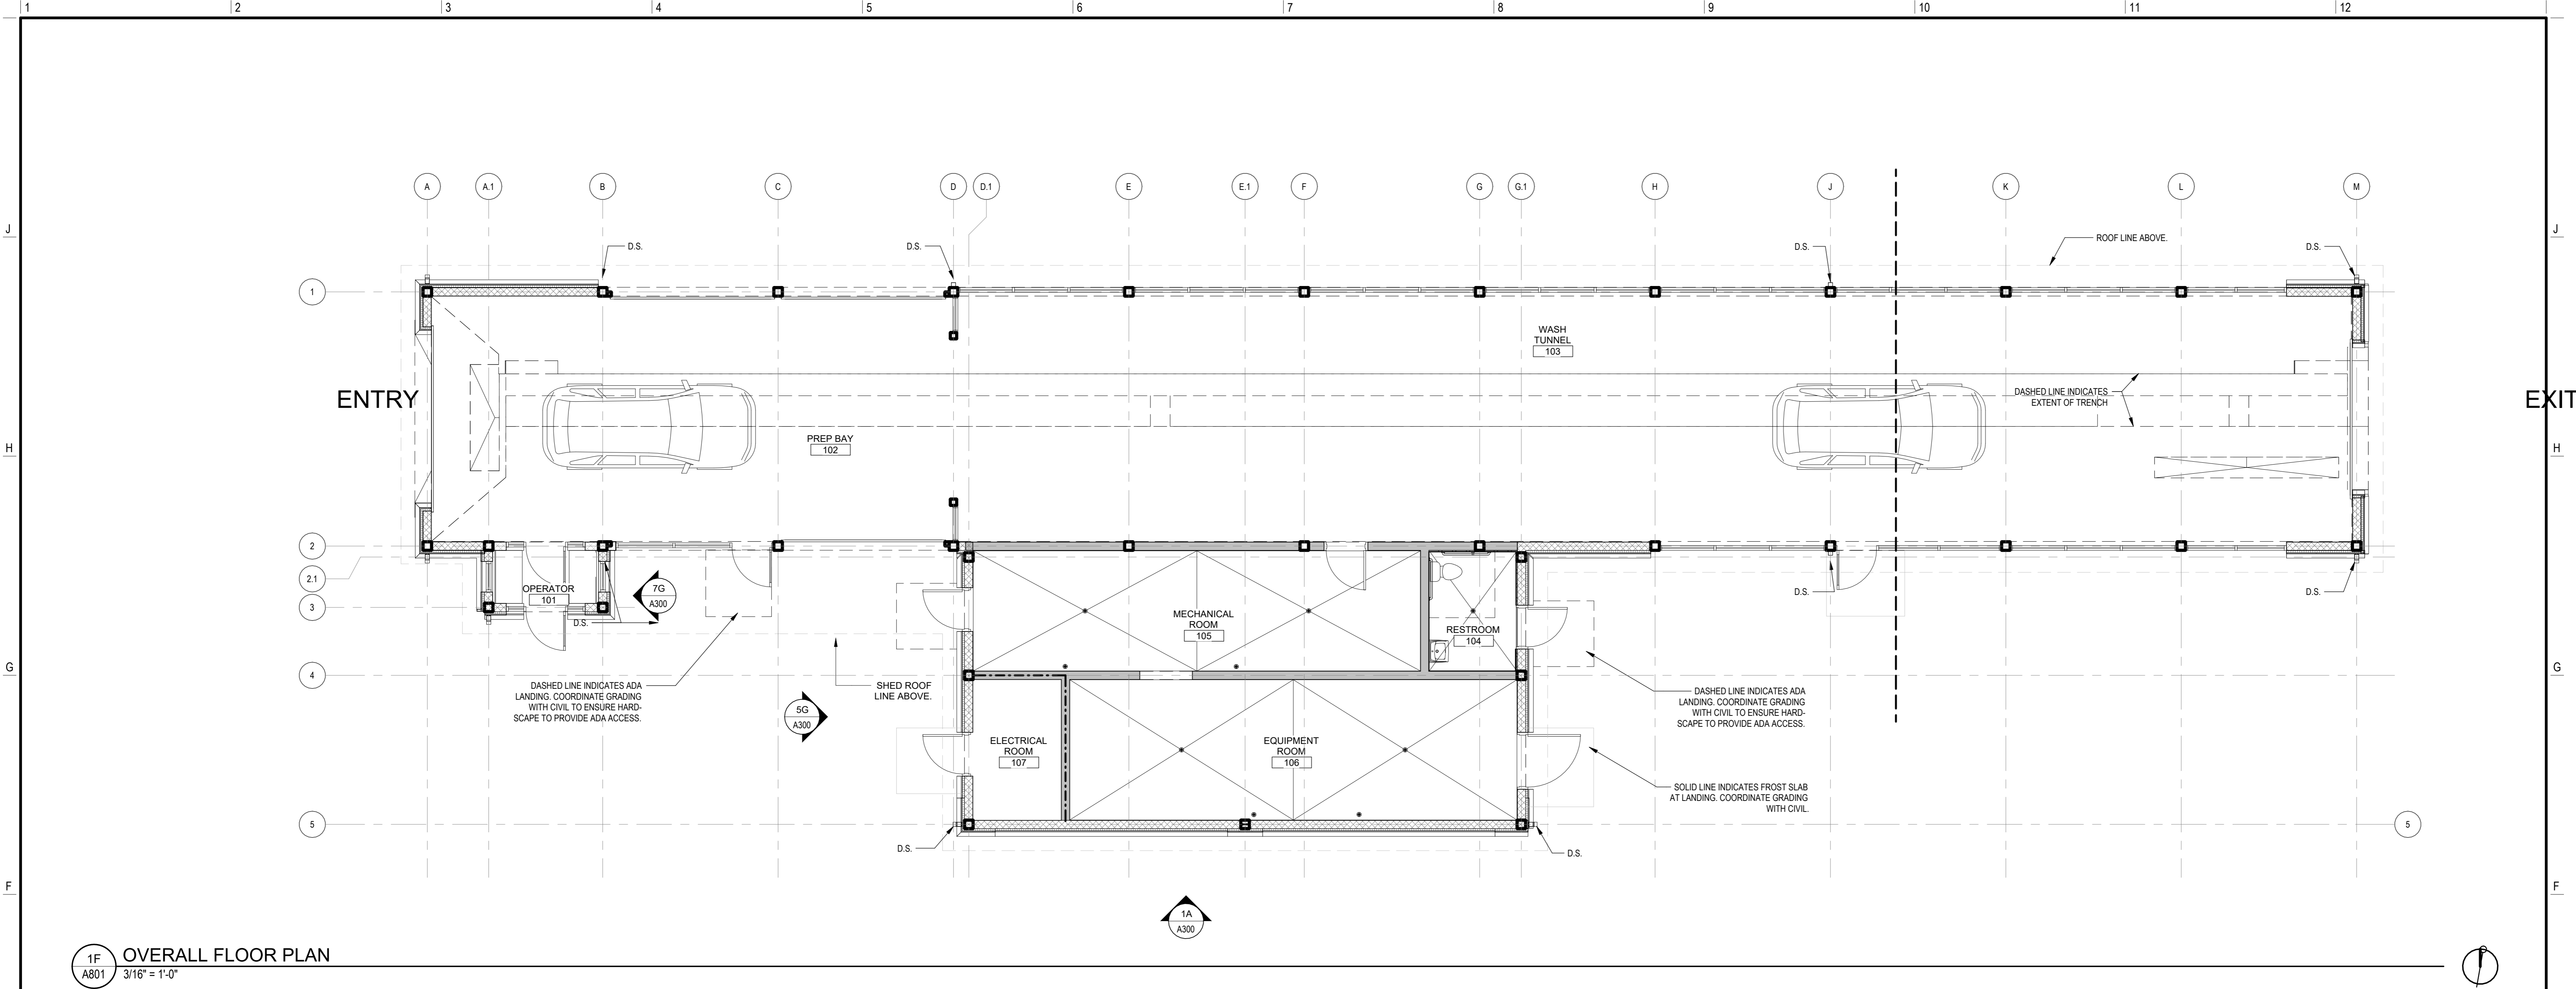 1 2 3 4 5 6 7 8 9 10 11 12
A A.1 B C D D.1 E E.1 F G G.1 H J K L M
J J
D.S. D.S. D.S. ROOF LINE ABOVE. D.S.
1
WASH
TUNNEL
103
ENTRY
DASHED LINE INDICATES
EXTENT OF TRENCH
EXIT
PREP BAY
102
H H
2
2.1
3
OPERATOR
101
7G
A300
D.S.
D.S.
D.S.
MECHANICAL
ROOM
105
RESTROOM
104
G G
4
DASHED LINE INDICATES ADA
LANDING. COORDINATE GRADING
WITH CIVIL TO ENSURE HARD-
SCAPE TO PROVIDE ADA ACCESS.
SHED ROOF
LINE ABOVE.
5G
A300
DASHED LINE INDICATES ADA
LANDING. COORDINATE GRADING
WITH CIVIL TO ENSURE HARD-
SCAPE TO PROVIDE ADA ACCESS.
ELECTRICAL
ROOM
107
EQUIPMENT
ROOM
106
SOLID LINE INDICATES FROST SLAB
AT LANDING. COORDINATE GRADING
WITH CIVIL.
5 5
D.S. D.S.
F F
1A
A300
1F
A801
OVERALL FLOOR PLAN
3/16" = 1'-0"